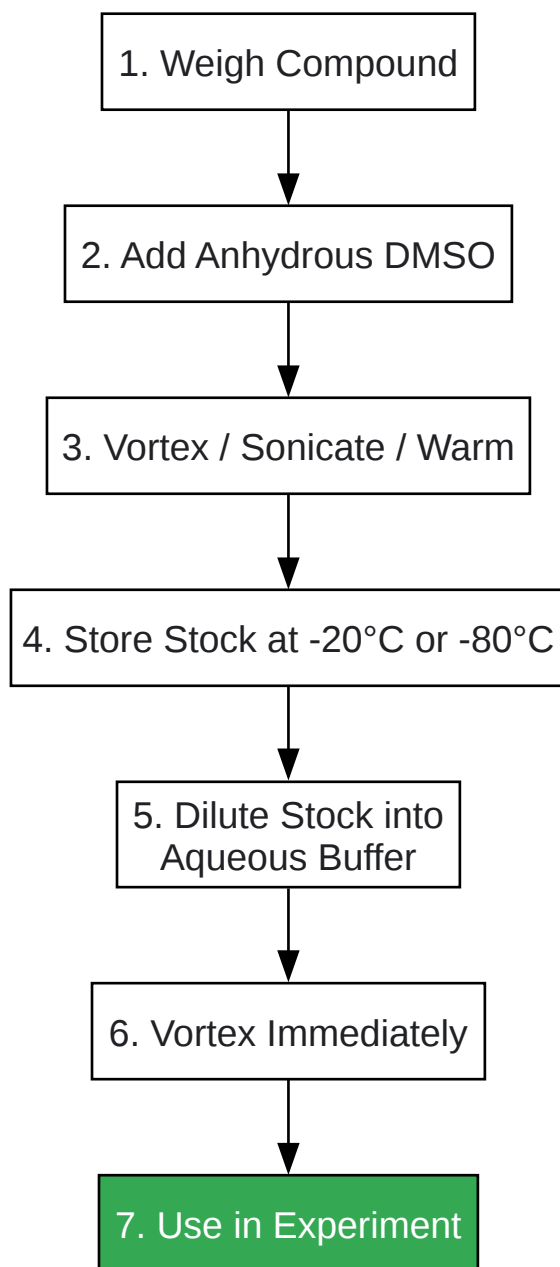 1. Weigh Compound
2. Add Anhydrous DMSO
3. Vortex / Sonicate / Warm
4. Store Stock at -20°C or -80°C
5. Dilute Stock into
Aqueous Buffer
6. Vortex Immediately
7. Use in Experiment